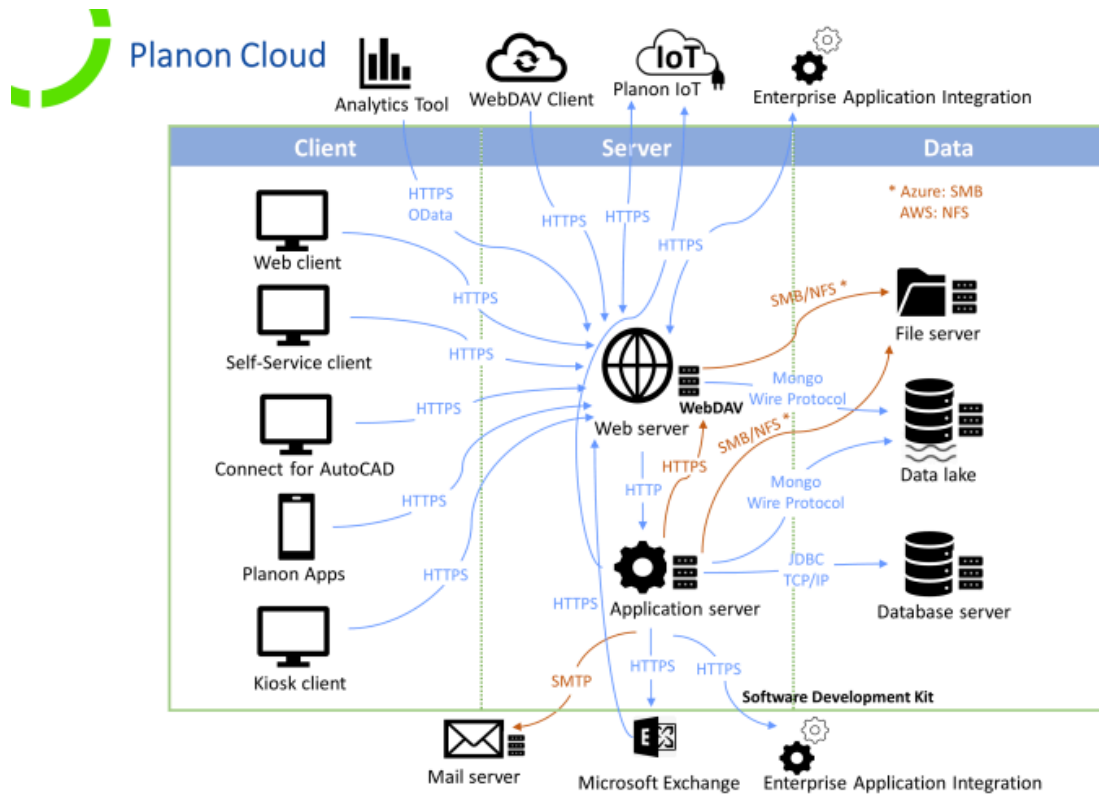 Planon Cloud
Analytics Tool
WebDAV Client
IoT
Planon IoT
Enterprise Application Integration
Client
Server
Data
HTTPS
OData
HTTPS
HTTPS
HTTPS
* Azure: SMB
AWS: NFS
Web client
HTTPS
SMB/NFS *
File server
Self-Service client
HTTPS
Mongo
Wire Protocol
WebDAV
Web server
HTTPS
SMB/NFS *
Connect for AutoCAD
HTTPS
Data lake
HTTPS
HTTP
Mongo
Wire Protocol
Planon Apps
HTTPS
JDBC
TCP/IP
HTTPS
Application server
Database server
Kiosk client
SMTP
HTTPS
HTTPS
Software Development Kit
Mail server
E
Microsoft Exchange
Enterprise Application Integration